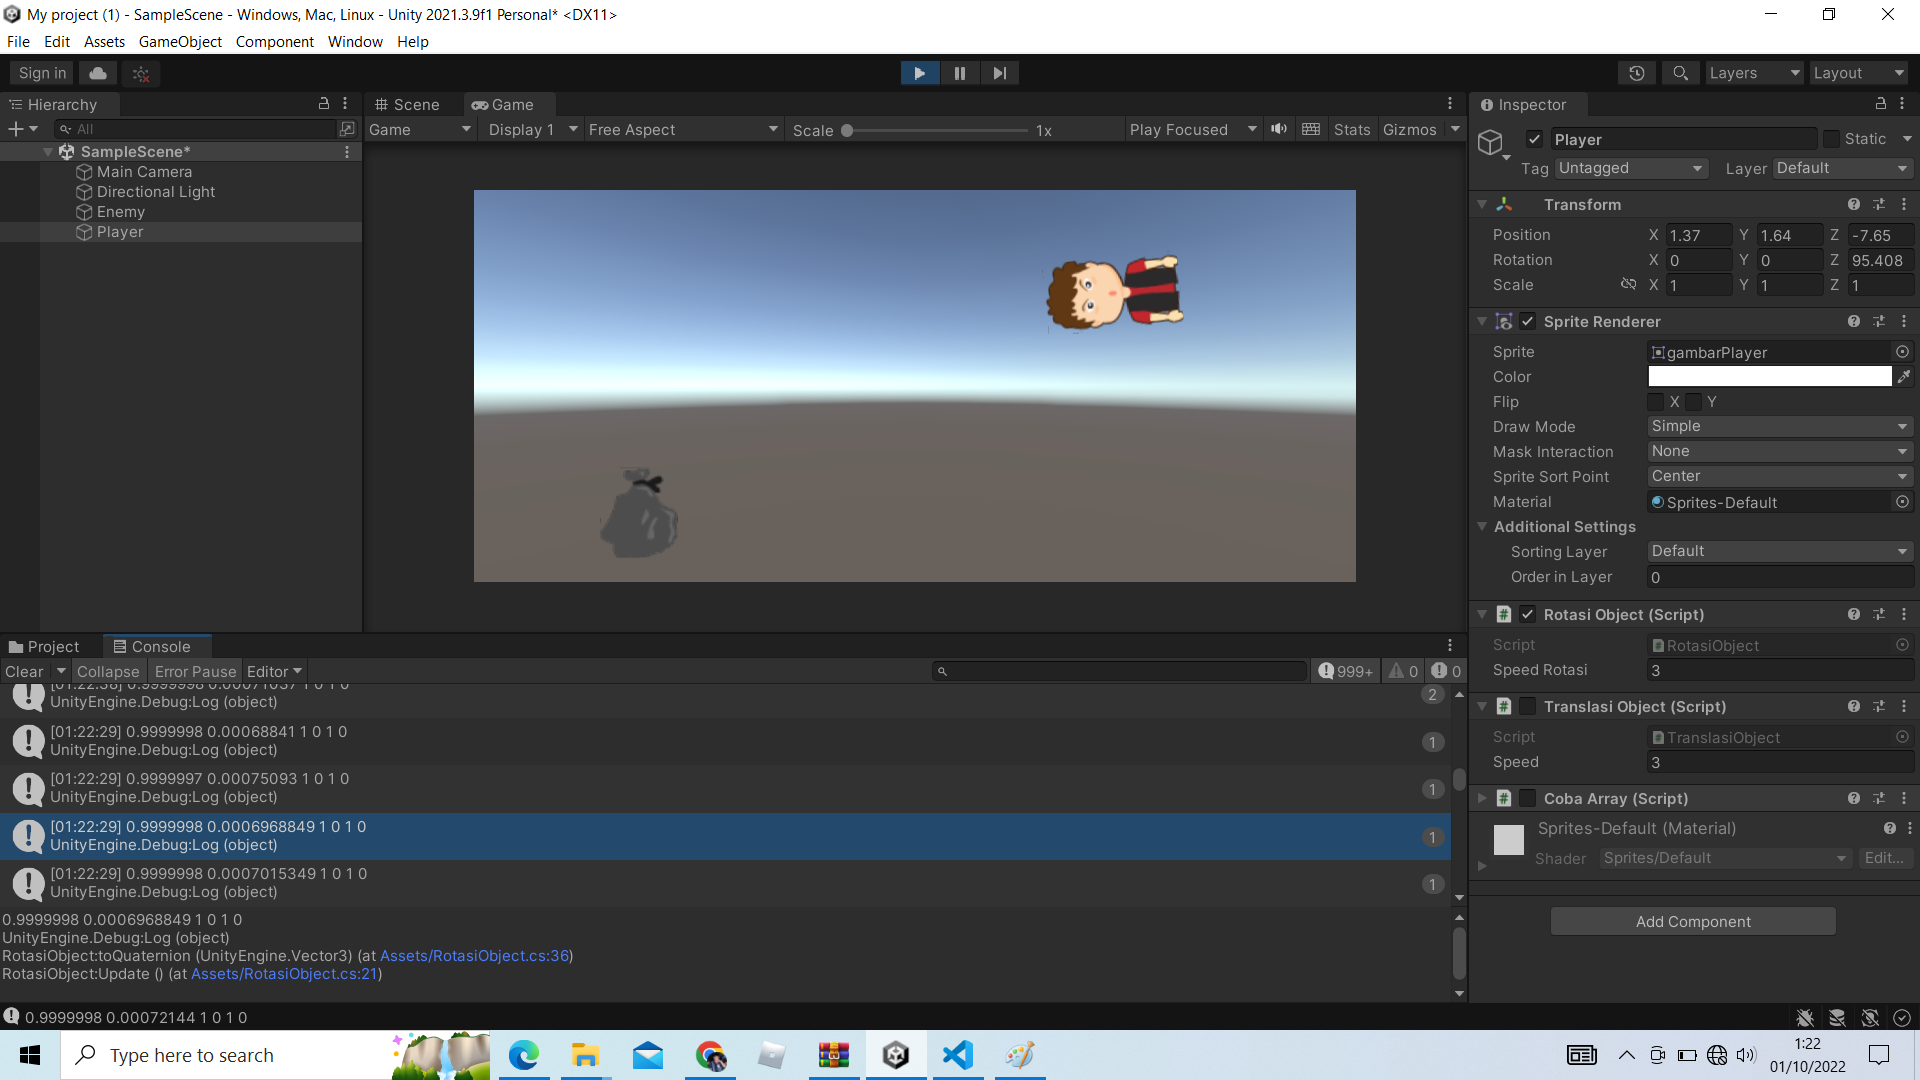 My project (1) - SampleScene - Windows, Mac, Linux - Unity 2021.3.9f1 Personal* <DX11>
File Edit Assets GameObject Component Window Help
Sign in
Layers Layout
Hierarchy
All
SampleScene*
Main Camera
Directional Light
Enemy
Player
Scene Game
Game Display 1 Free Aspect Scale 1x Play Focused Stats Gizmos
Inspector
Player Static
Tag Untagged Layer Default
Transform
Position X 1.37 Y 1.64 Z -7.65
Rotation X 0 Y 0 Z 95.408
Scale X 1 Y 1 Z 1
Sprite Renderer
Sprite gambarPlayer
Color
Flip X Y
Draw Mode Simple
Mask Interaction None
Sprite Sort Point Center
Material Sprites-Default
Additional Settings
Sorting Layer Default
Order in Layer 0
Rotasi Object (Script)
Script RotasiObject
Speed Rotasi 3
Translasi Object (Script)
Script TranslasiObject
Speed 3
Coba Array (Script)
Sprites-Default (Material)
Shader Sprites/Default Edit...
Add Component
Project Console
Clear Collapse Error Pause Editor 999+ 0 0
[01:22:38] 0.9999998 0.00071037 1 0 1 0
UnityEngine.Debug:Log (object) 2
[01:22:29] 0.9999998 0.00068841 1 0 1 0
UnityEngine.Debug:Log (object) 1
[01:22:29] 0.9999997 0.00075093 1 0 1 0
UnityEngine.Debug:Log (object) 1
[01:22:29] 0.9999998 0.0006968849 1 0 1 0
UnityEngine.Debug:Log (object) 1
[01:22:29] 0.9999998 0.0007015349 1 0 1 0
UnityEngine.Debug:Log (object) 1
0.9999998 0.0006968849 1 0 1 0
UnityEngine.Debug:Log (object)
RotasiObject:toQuaternion (UnityEngine.Vector3) (at Assets/RotasiObject.cs:36)
RotasiObject:Update () (at Assets/RotasiObject.cs:21)
0.9999998 0.00072144 1 0 1 0
Type here to search
1:22
01/10/2022